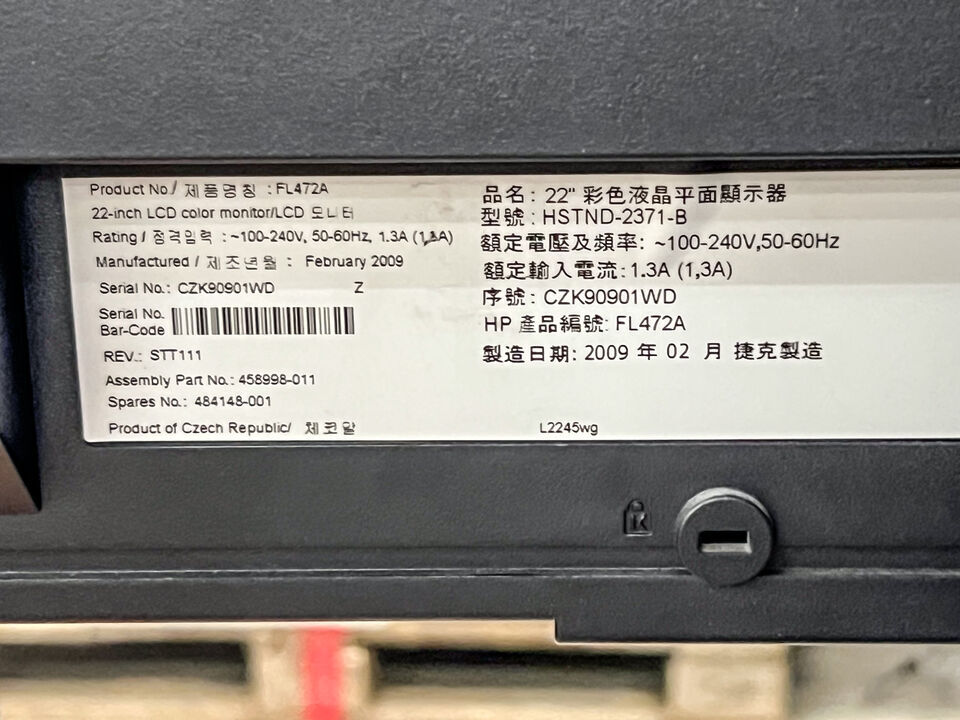 Product No./ 제품명칭 : FL472A
22-inch LCD color monitor/LCD 모니터
Rating / 정격입력 : ~100-240V, 50-60Hz, 1.3A (1,3A)
Manufactured / 제조년월 : February 2009
Serial No.: CZK90901WD Z
Serial No.
Bar-Code
REV.: STT111
Assembly Part No.: 458998-011
Spares No.: 484148-001
Product of Czech Republic/ 체코알
品名: 22" 彩色液晶平面顯示器
型號: HSTND-2371-B
額定電壓及頻率: ~100-240V,50-60Hz
額定輸入電流: 1.3A (1,3A)
序號: CZK90901WD
HP 產品編號: FL472A
製造日期: 2009 年 02 月 捷克製造
L2245wg